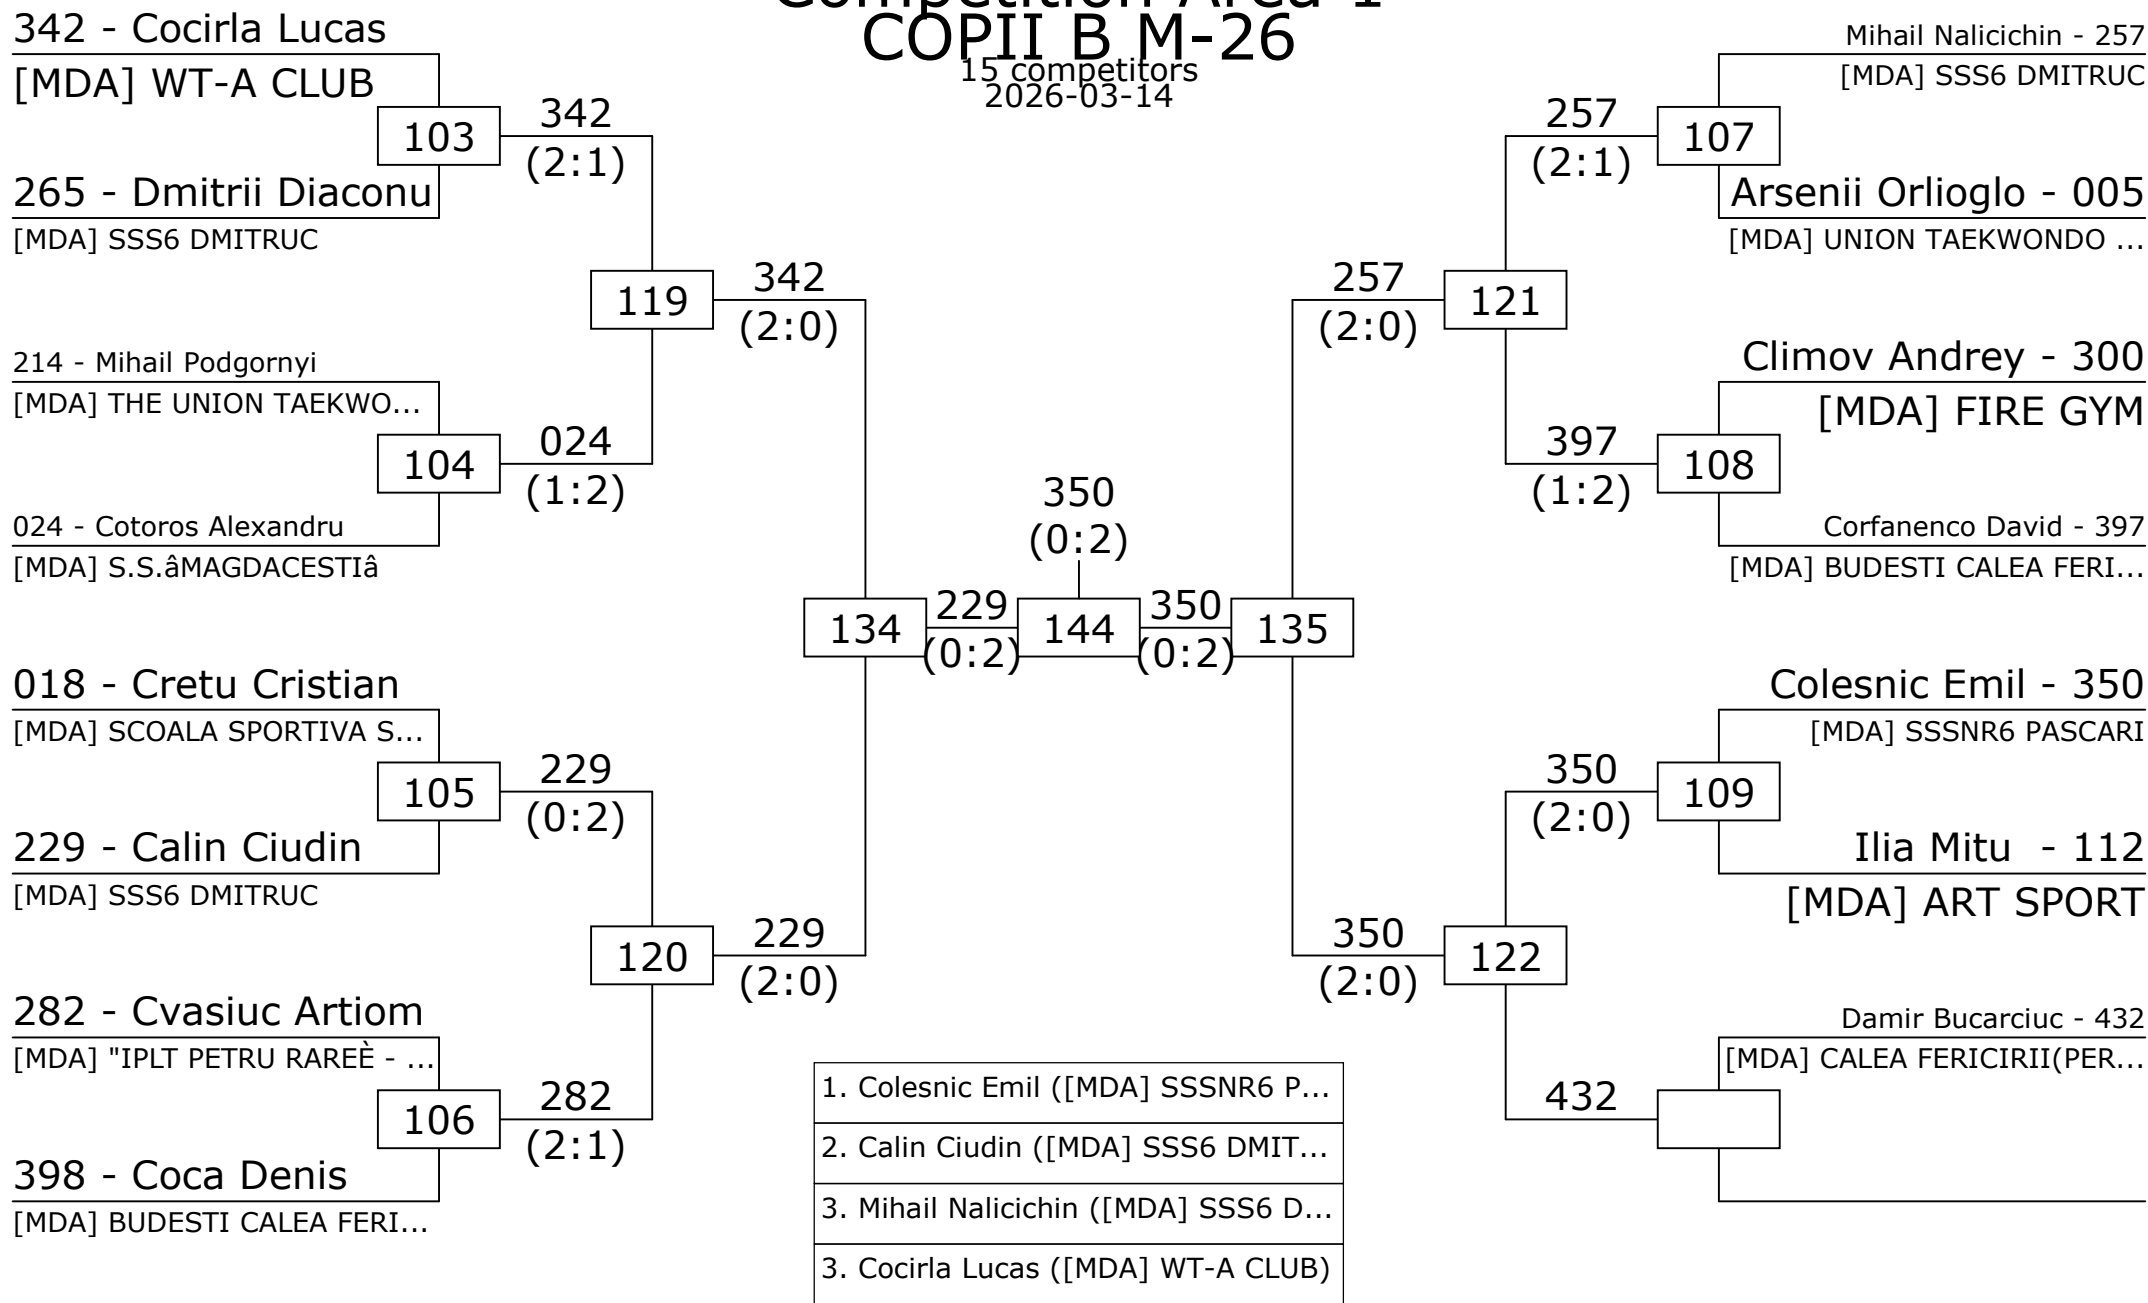 Competition Area 1
COPII B M-26
15 competitors
2026-03-14
342 - Cocirla Lucas
[MDA] WT-A CLUB
103
342
(2:1)
265 - Dmitrii Diaconu
[MDA] SSS6 DMITRUC
119
342
(2:0)
214 - Mihail Podgornyi
[MDA] THE UNION TAEKWO...
104
024
(1:2)
024 - Cotoros Alexandru
[MDA] S.S.âMAGDACESTIâ
134
229
(0:2)
018 - Cretu Cristian
[MDA] SCOALA SPORTIVA S...
105
229
(0:2)
229 - Calin Ciudin
[MDA] SSS6 DMITRUC
120
229
(2:0)
282 - Cvasiuc Artiom
[MDA] "IPLT PETRU RAREÈ - ...
106
282
(2:1)
398 - Coca Denis
[MDA] BUDESTI CALEA FERI...
350
(0:2)
144
350
(0:2)
135
Mihail Nalicichin - 257
[MDA] SSS6 DMITRUC
257
(2:1)
107
Arsenii Orlioglo - 005
[MDA] UNION TAEKWONDO ...
257
(2:0)
121
Climov Andrey - 300
[MDA] FIRE GYM
397
(1:2)
108
Corfanenco David - 397
[MDA] BUDESTI CALEA FERI...
Colesnic Emil - 350
[MDA] SSSNR6 PASCARI
350
(2:0)
109
Ilia Mitu  - 112
[MDA] ART SPORT
350
(2:0)
122
Damir Bucarciuc - 432
[MDA] CALEA FERICIRII(PER...
432
1. Colesnic Emil ([MDA] SSSNR6 P...
2. Calin Ciudin ([MDA] SSS6 DMIT...
3. Mihail Nalicichin ([MDA] SSS6 D...
3. Cocirla Lucas ([MDA] WT-A CLUB)